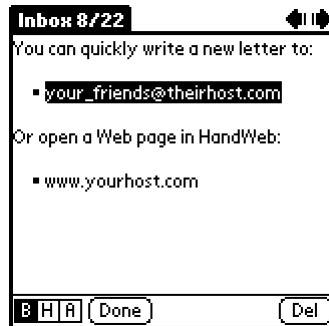 Inbox 8/22
You can quickly write a new letter to:
▪ your_friends@theirhost.com
Or open a Web page in HandWeb:
▪ www.yourhost.com
B H A Done Del